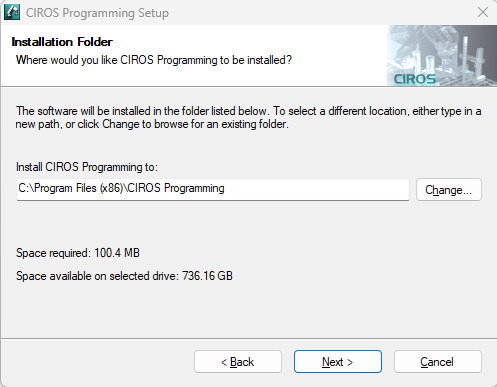 CIROS Programming Setup
Installation Folder
Where would you like CIROS Programming to be installed?
CIROS
The software will be installed in the folder listed below. To select a different location, either type in a
new path, or click Change to browse for an existing folder.
Install CIROS Programming to:
C:\Program Files (x86)\CIROS Programming
Change...
Space required: 100.4 MB
Space available on selected drive: 736.16 GB
< Back
Next >
Cancel